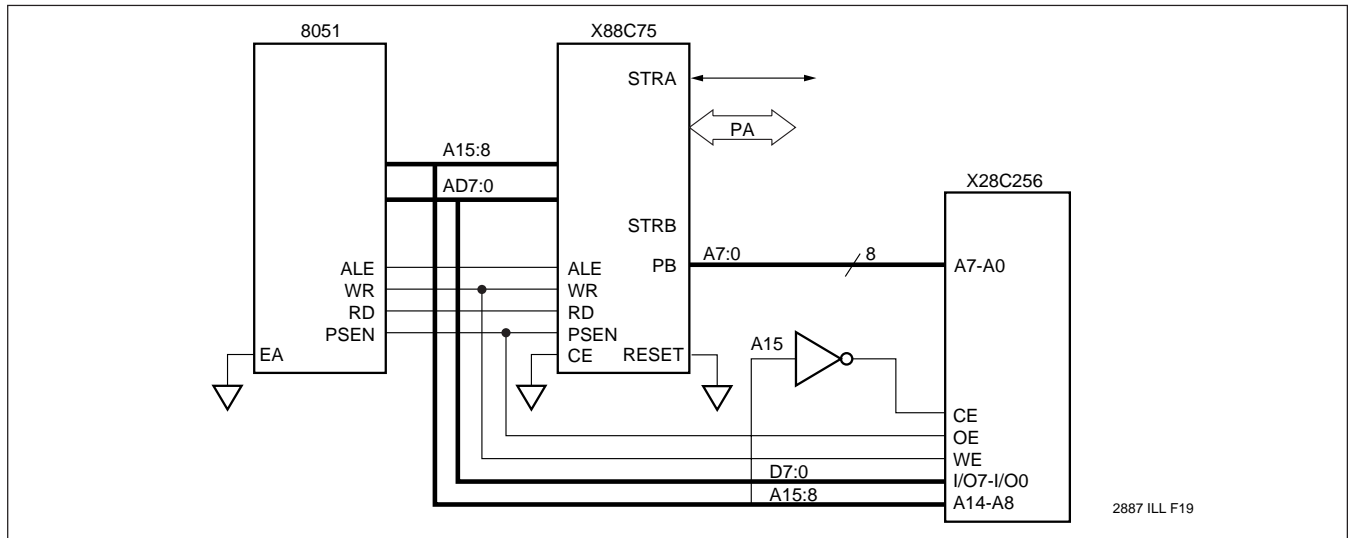 8051
X88C75
STRA
PA
A15:8
AD7:0
X28C256
STRB
A7:0
8
PB
A7-A0
ALE
ALE
WR
WR
RD
RD
PSEN
PSEN
A15
EA
CE
RESET
CE
OE
WE
D7:0
I/O7-I/O0
A15:8
A14-A8
2887 ILL F19